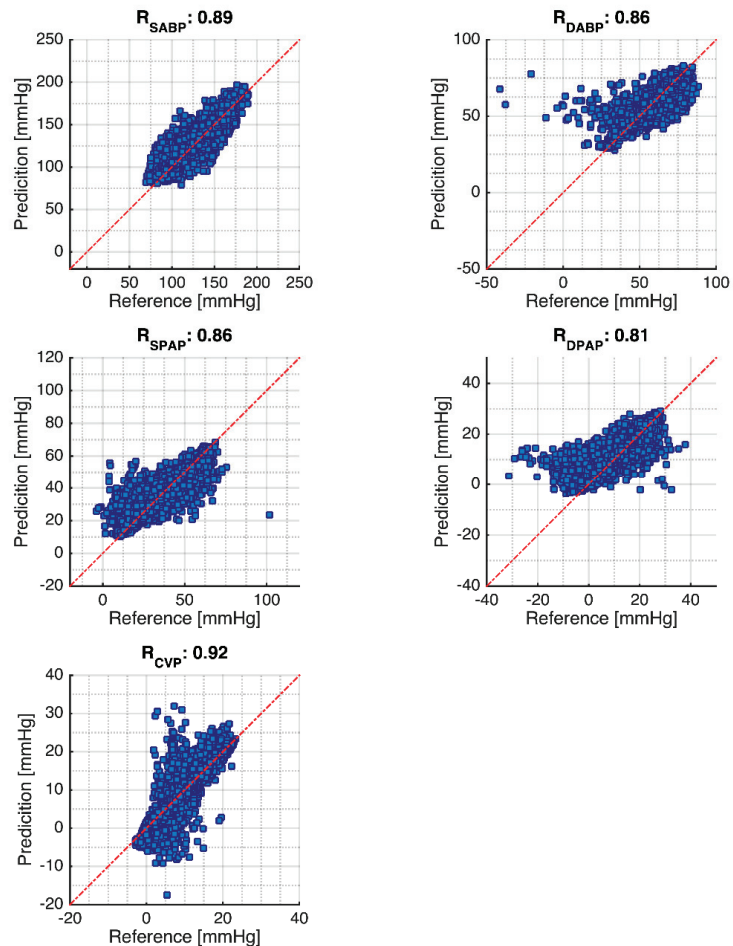 R_SABP: 0.89
250
200
150
100
50
0
Predicition [mmHg]
0 50 100 150 200 250
Reference [mmHg]
R_DABP: 0.86
100
50
0
-50
Predicition [mmHg]
-50 0 50 100
Reference [mmHg]
R_SPAP: 0.86
120
100
80
60
40
20
0
-20
Predicition [mmHg]
0 50 100
Reference [mmHg]
R_DPAP: 0.81
40
20
0
-20
-40
Predicition [mmHg]
-40 -20 0 20 40
Reference [mmHg]
R_CVP: 0.92
40
30
20
10
0
-10
-20
Predicition [mmHg]
-20 0 20 40
Reference [mmHg]